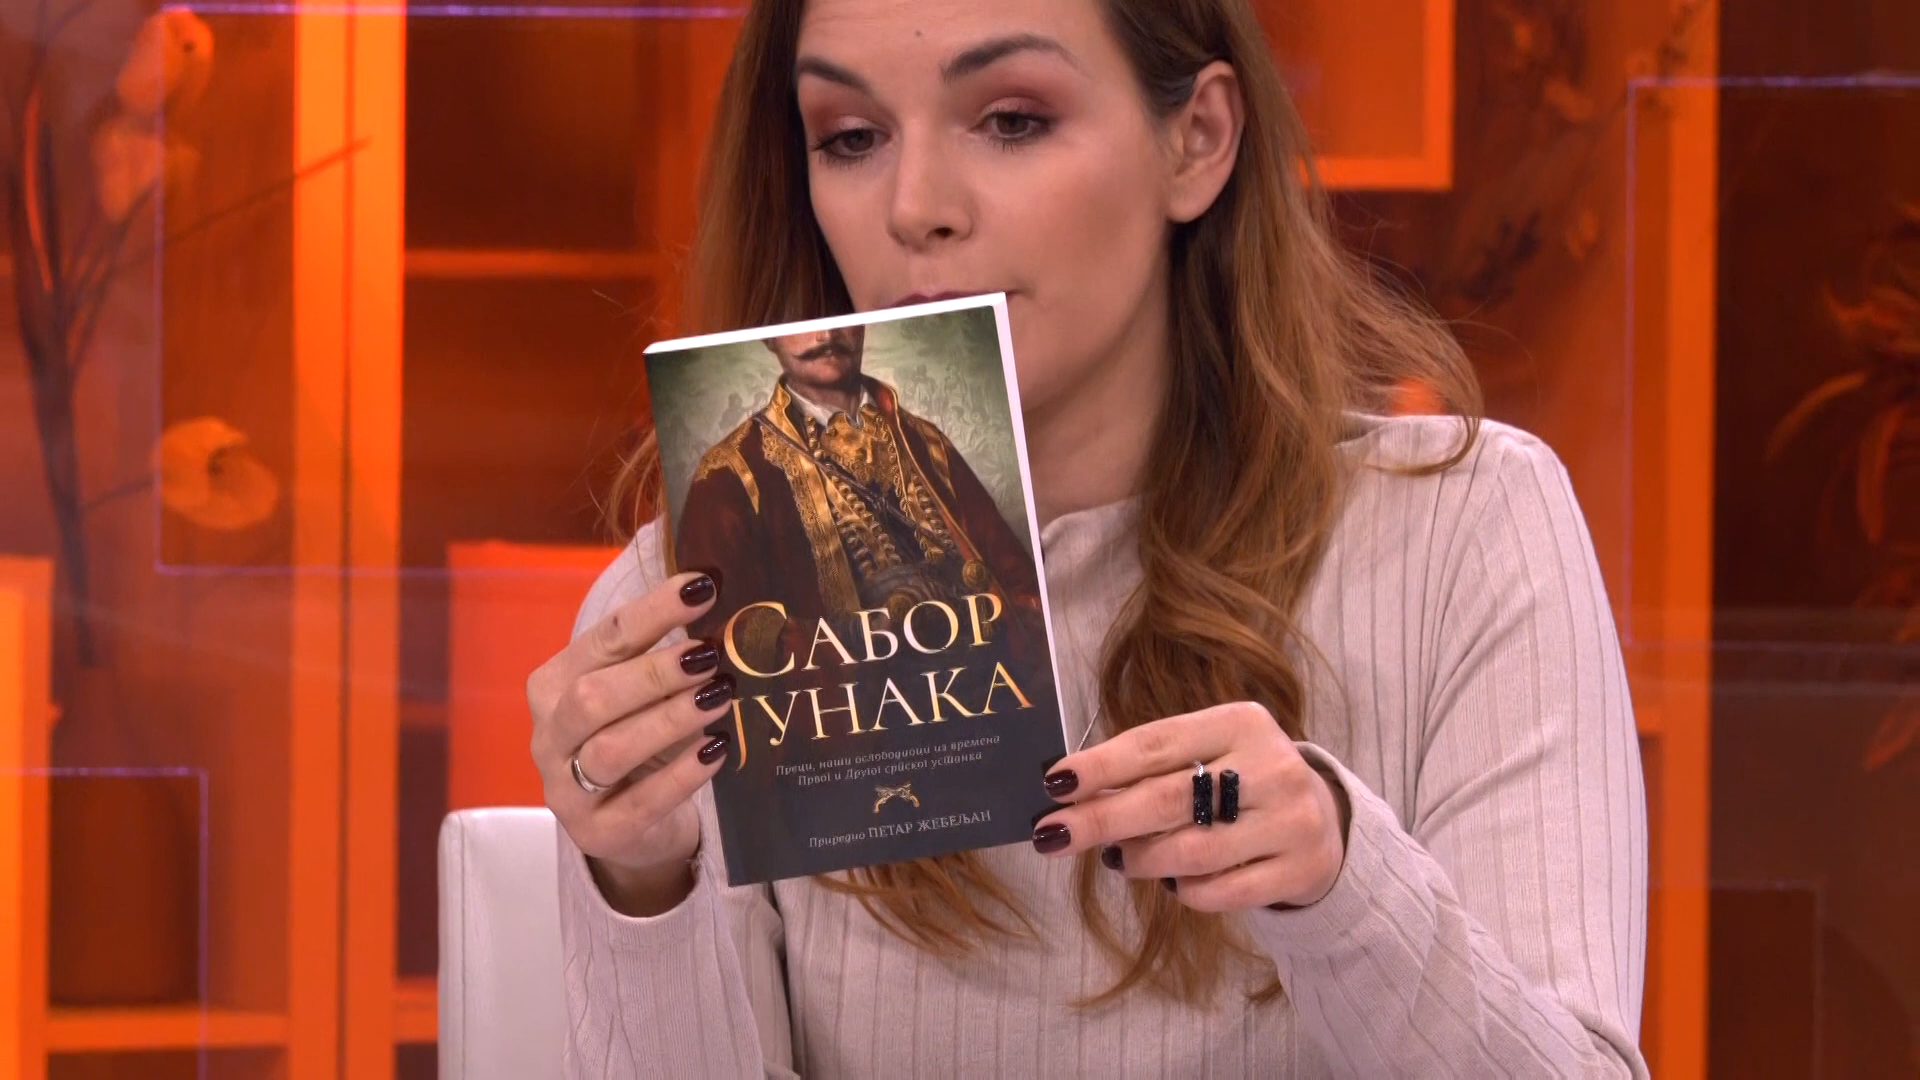 САБОР
ЈУНАКА
Преци, наши ослободиоци из времена
Првог и Другог српског устанка
Приредио ПЕТАР ЖЕБЕЉАН